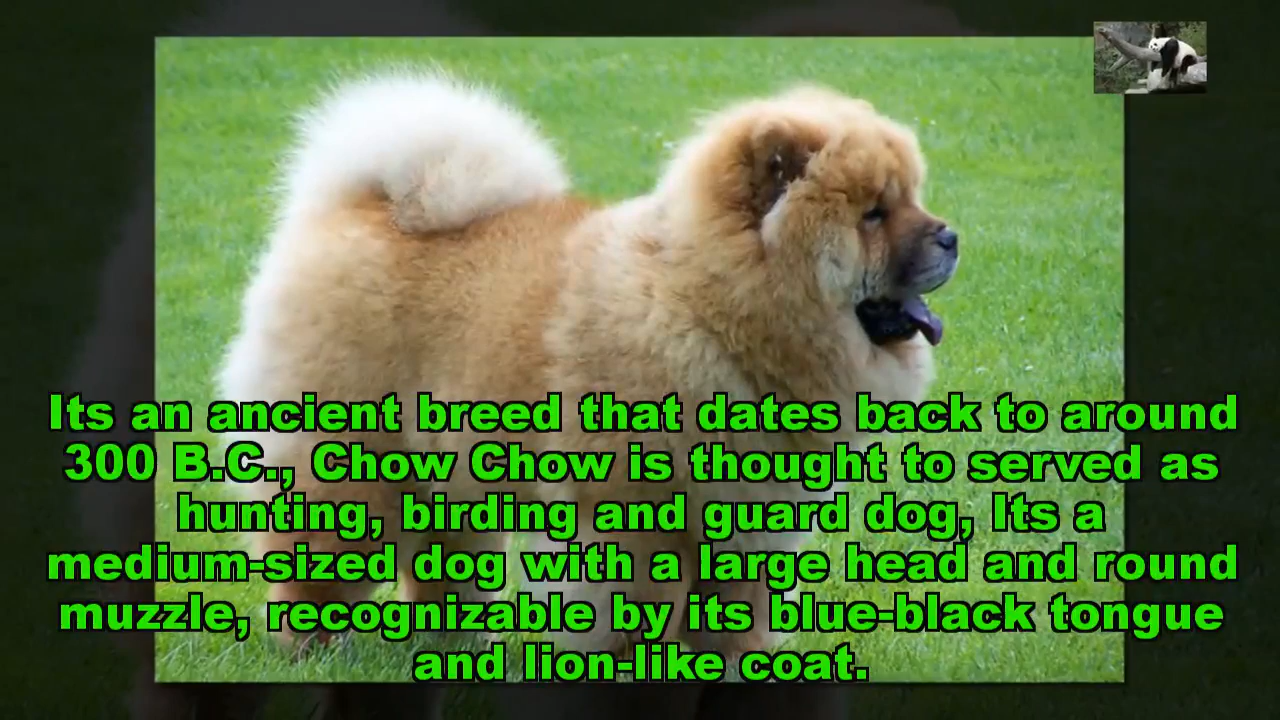 Its an ancient breed that dates back to around
300 B.C., Chow Chow is thought to served as
hunting, birding and guard dog, Its a
medium-sized dog with a large head and round
muzzle, recognizable by its blue-black tongue
and lion-like coat.